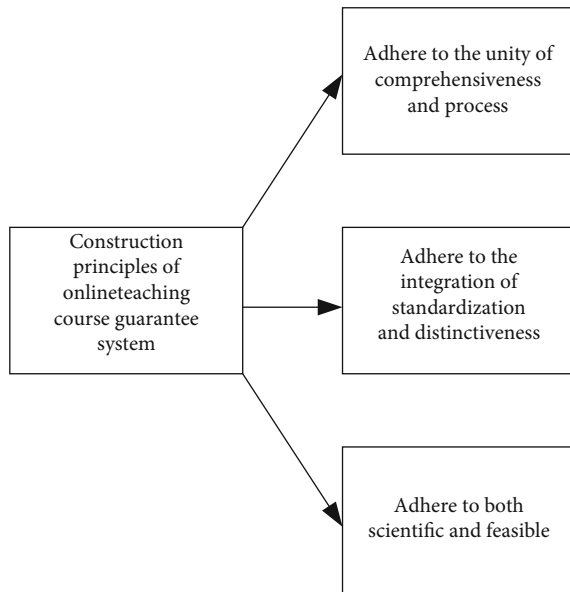 Adhere to the unity of
comprehensiveness
and process
Construction
principles of
onlineteaching
course guarantee
system
Adhere to the
integration of
standardization
and distinctiveness
Adhere to both
scientific and feasible